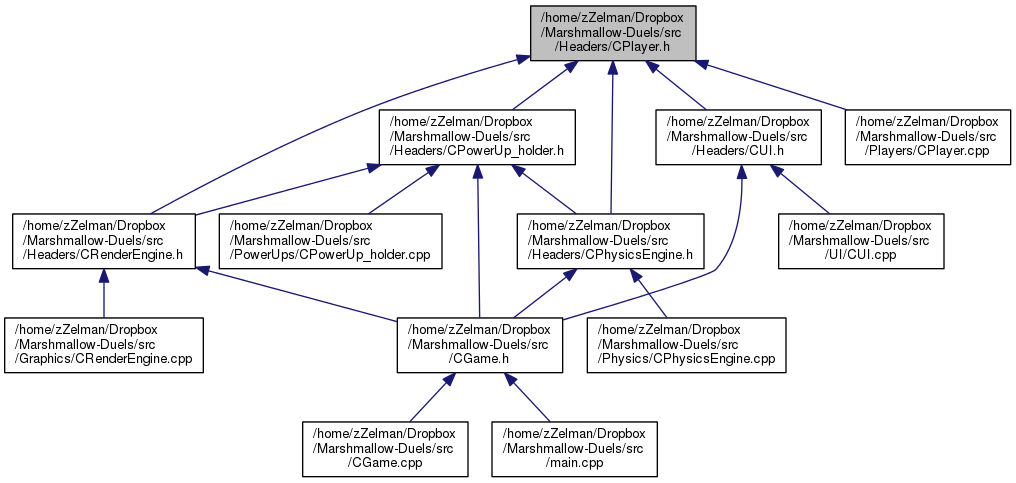 /home/zZelman/Dropbox
/Marshmallow-Duels/src
/Headers/CPlayer.h
/home/zZelman/Dropbox
/Marshmallow-Duels/src
/Headers/CPowerUp_holder.h
/home/zZelman/Dropbox
/Marshmallow-Duels/src
/Headers/CUI.h
/home/zZelman/Dropbox
/Marshmallow-Duels/src
/Players/CPlayer.cpp
/home/zZelman/Dropbox
/Marshmallow-Duels/src
/Headers/CRenderEngine.h
/home/zZelman/Dropbox
/Marshmallow-Duels/src
/PowerUps/CPowerUp_holder.cpp
/home/zZelman/Dropbox
/Marshmallow-Duels/src
/Headers/CPhysicsEngine.h
/home/zZelman/Dropbox
/Marshmallow-Duels/src
/UI/CUI.cpp
/home/zZelman/Dropbox
/Marshmallow-Duels/src
/Graphics/CRenderEngine.cpp
/home/zZelman/Dropbox
/Marshmallow-Duels/src
/CGame.h
/home/zZelman/Dropbox
/Marshmallow-Duels/src
/Physics/CPhysicsEngine.cpp
/home/zZelman/Dropbox
/Marshmallow-Duels/src
/CGame.cpp
/home/zZelman/Dropbox
/Marshmallow-Duels/src
/main.cpp